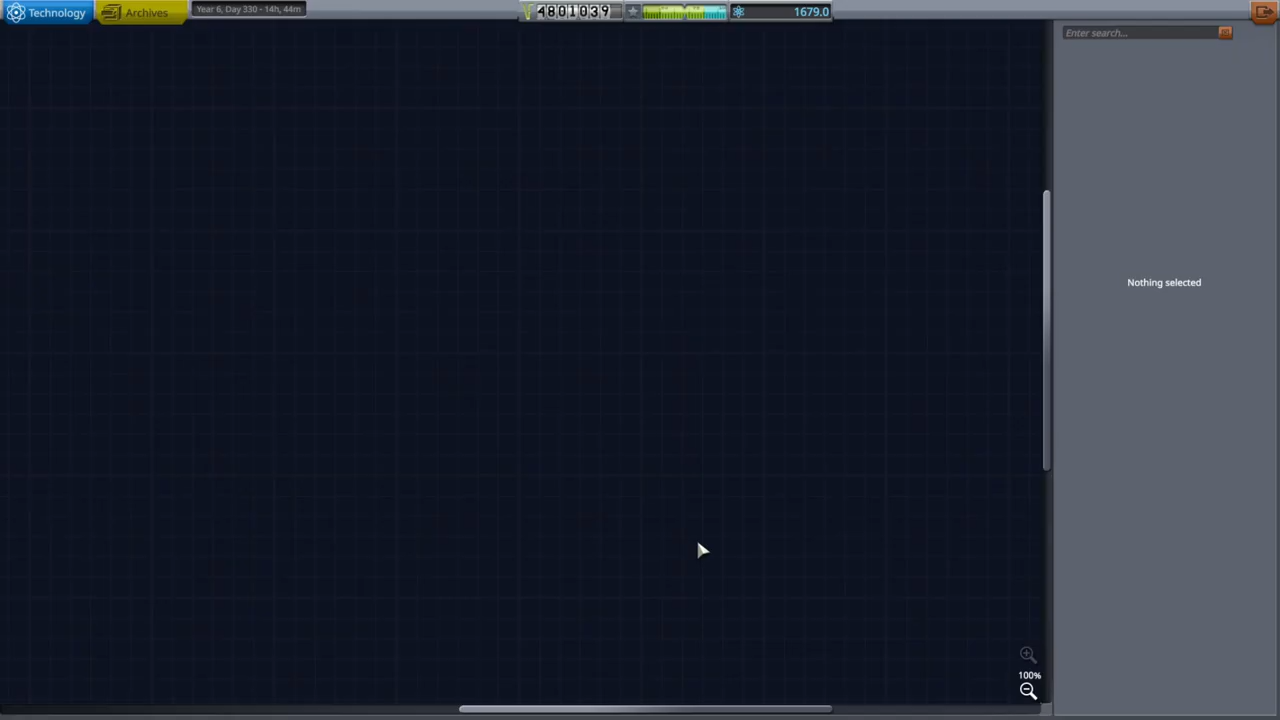 Technology
Archives
Year 6, Day 330 - 14h, 44m
4801039
1679.0
Enter search...
Nothing selected
100%